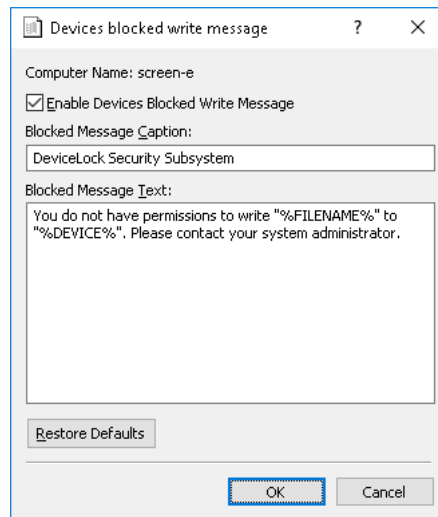 Devices blocked write message
Computer Name: screen-e
Enable Devices Blocked Write Message
Blocked Message Caption:
DeviceLock Security Subsystem
Blocked Message Text:
You do not have permissions to write "%FILENAME%" to
"%DEVICE%". Please contact your system administrator.
Restore Defaults
OK
Cancel